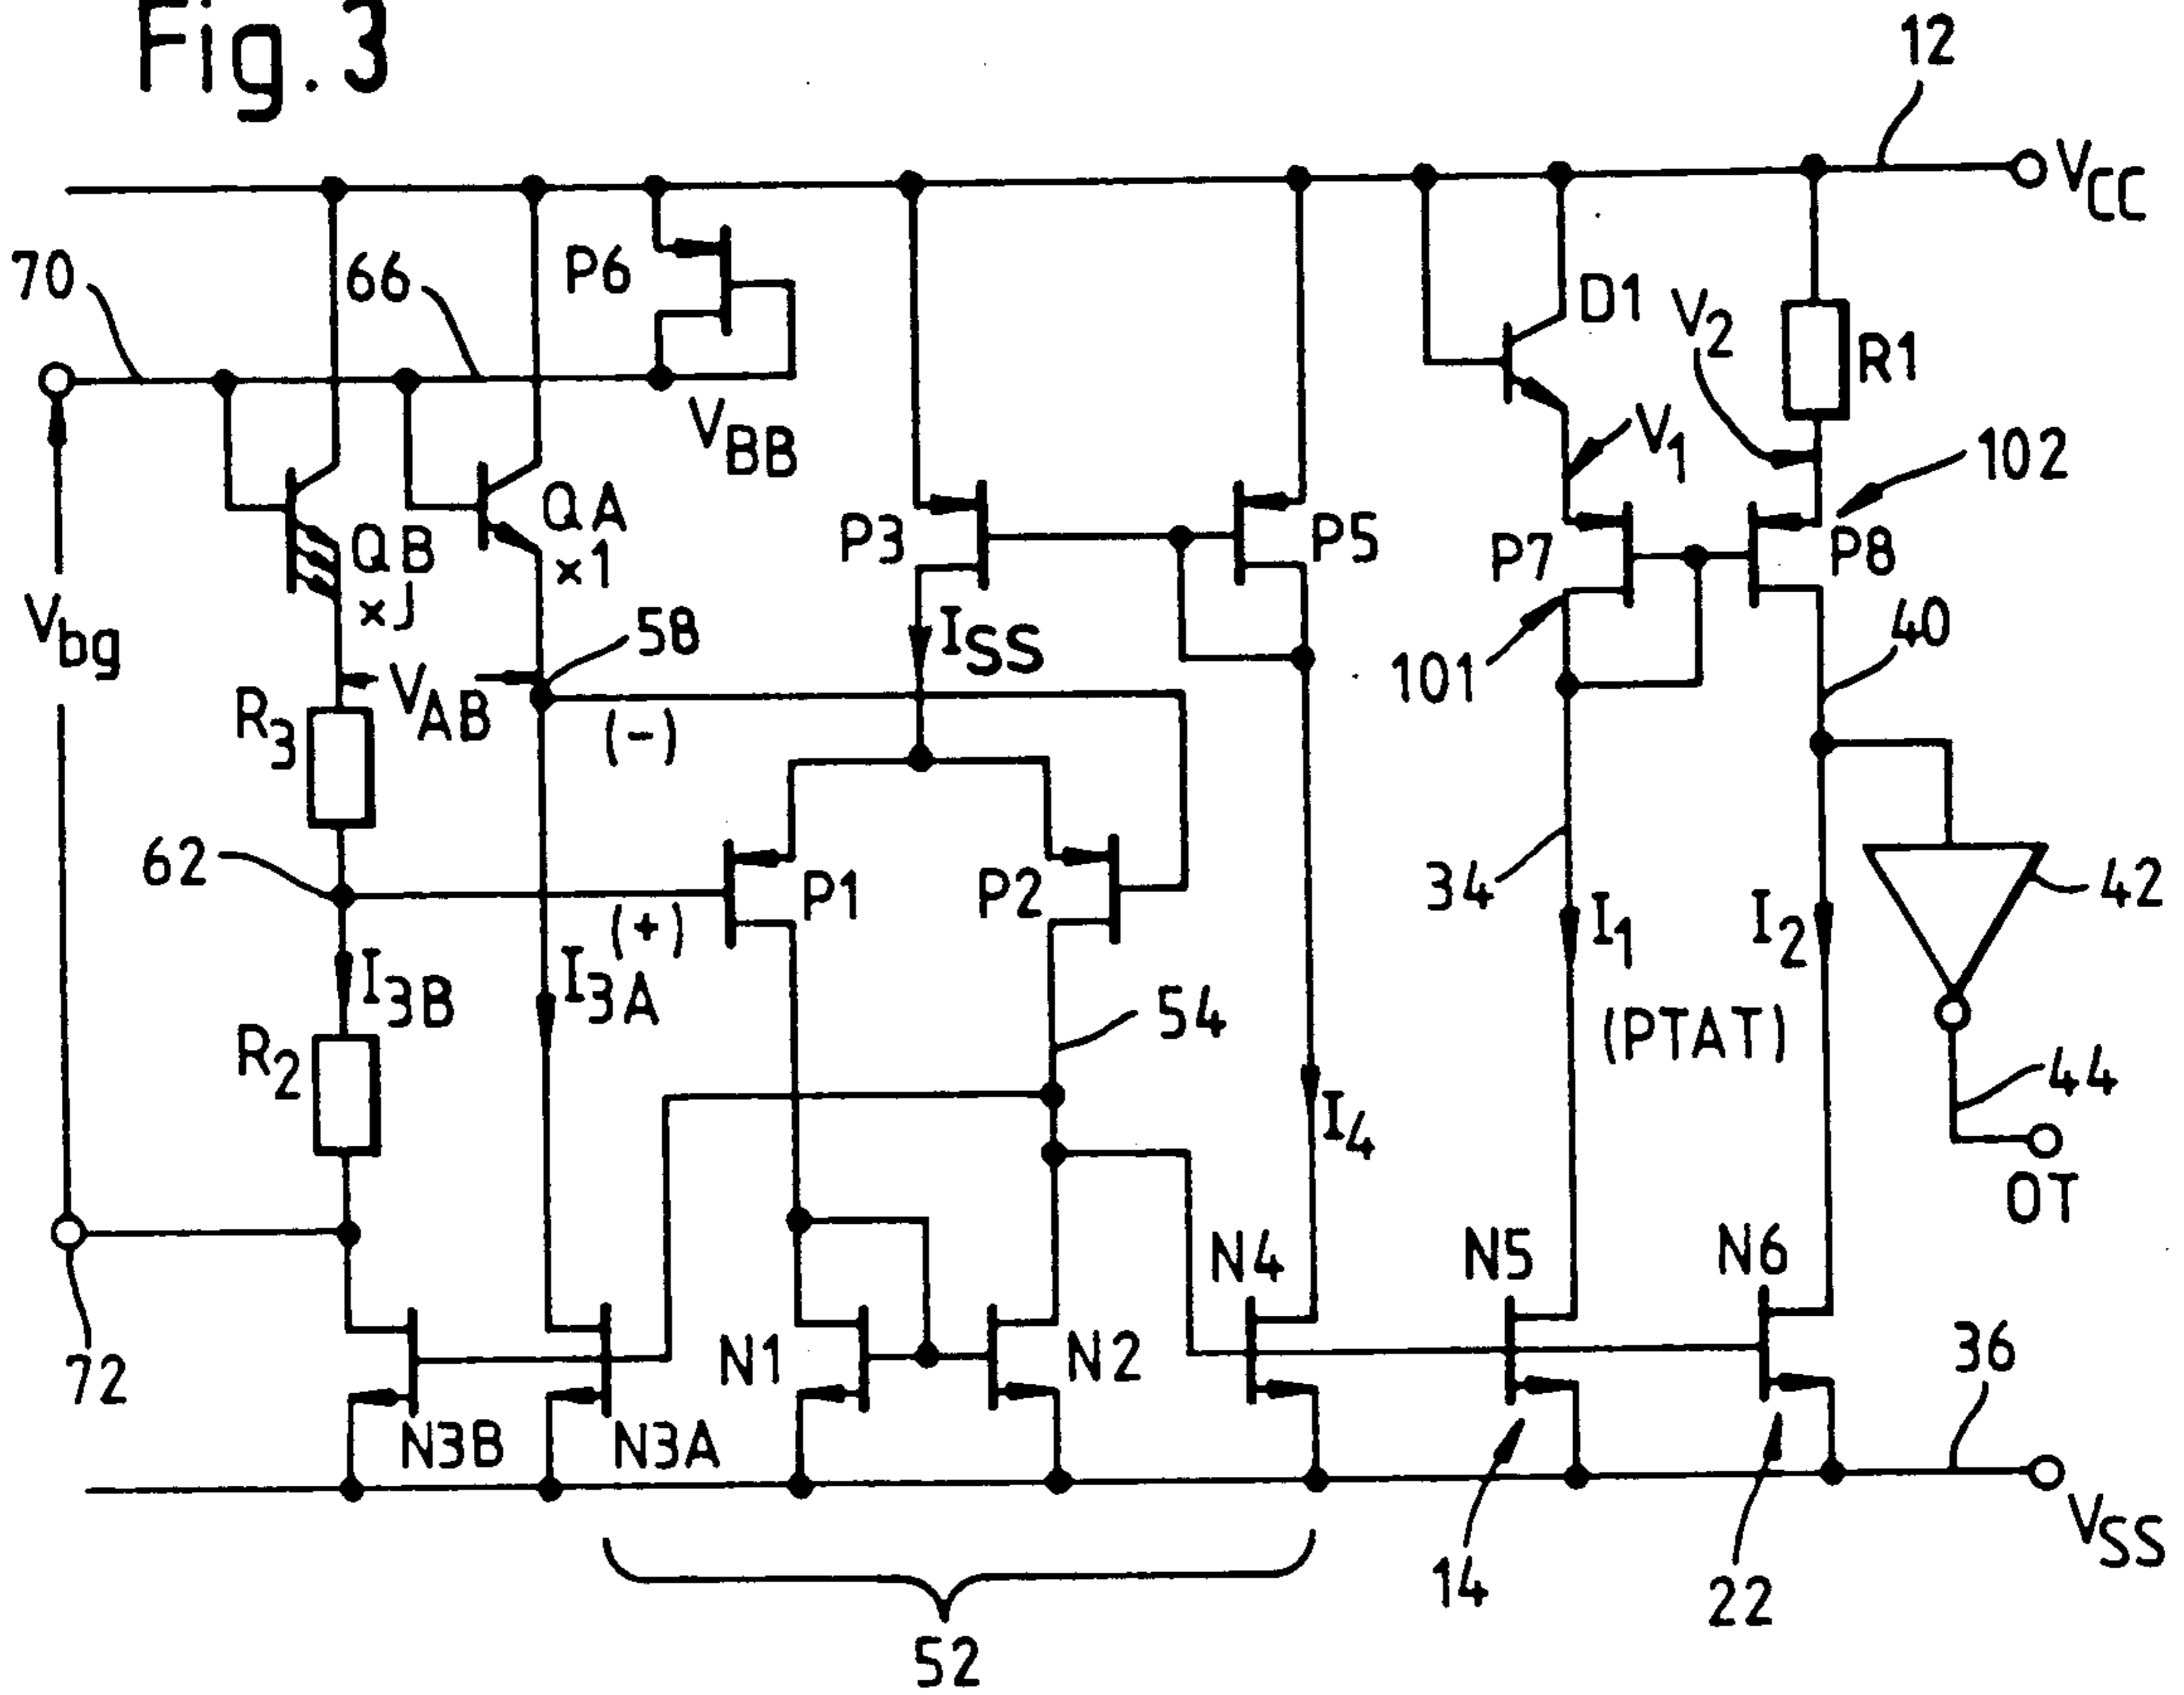 Fig.3
12
VCC
70
66
P6
D1
V2
R1
VBB
V1
102
QA
×1
QB
×J
P3
P5
P7
P8
Vbg
58
ISS
40
101
VAB
R3
(-)
62
P1
P2
34
42
(+)
I1
I2
I3B
I3A
54
(PTAT)
R2
44
I4
OT
N4
N5
N6
72
N1
N2
36
N3B
N3A
VSS
14
22
52